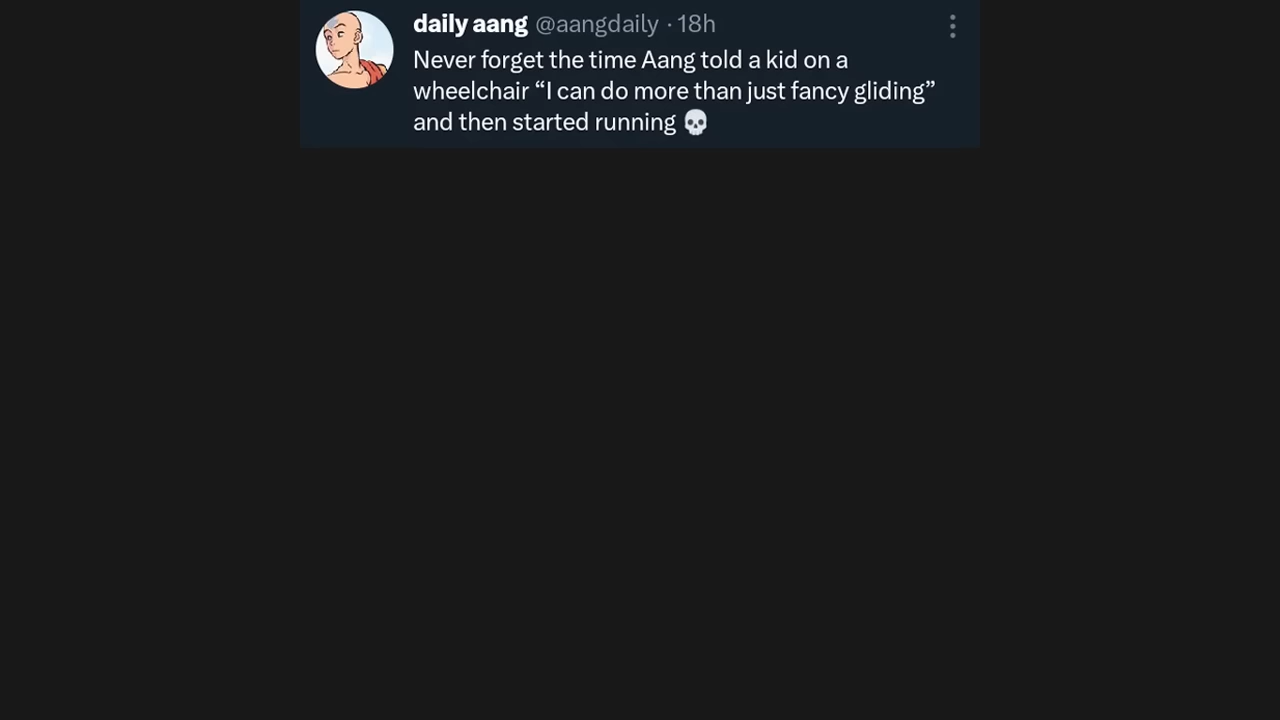 daily aang @aangdaily · 18h
Never forget the time Aang told a kid on a
wheelchair “I can do more than just fancy gliding”
and then started running 💀